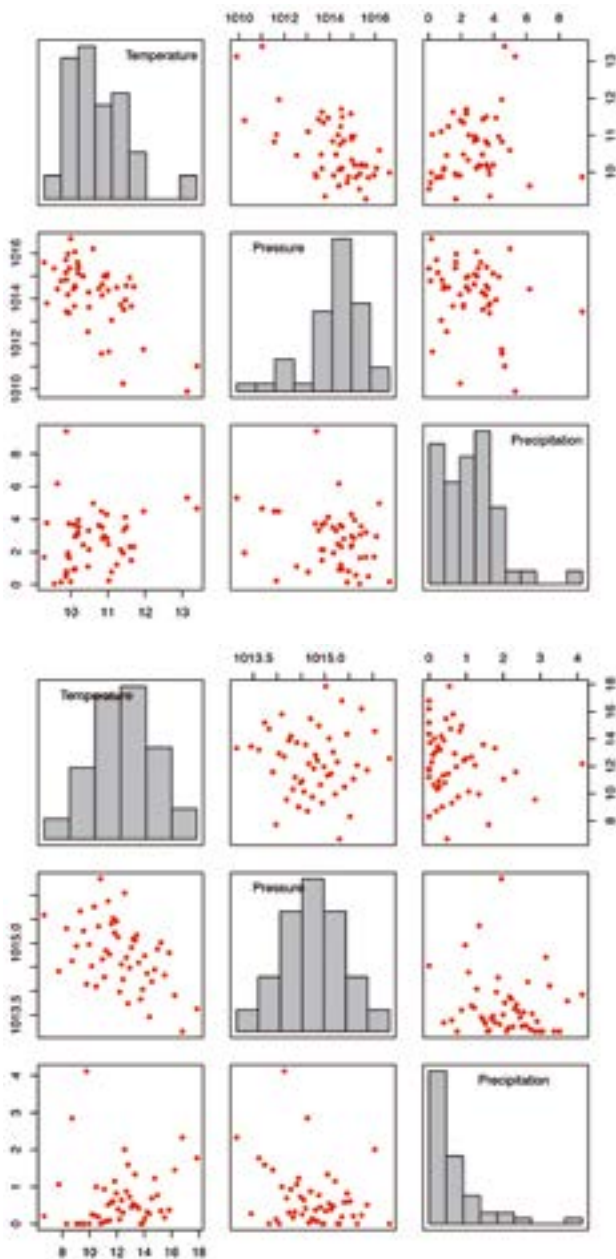 1010 1012 1014 1016 0 2 4 6 8
Temperature
10 11 12 13
1010 1012 1014 1016
Pressure
0 2 4 6 8
Precipitation
10 11 12 13
1013.5 1015.0 0 1 2 3 4
Temperature
8 10 12 14 16 18
1013.5 1015.0
Pressure
0 1 2 3 4
Precipitation
8 10 12 14 16 18